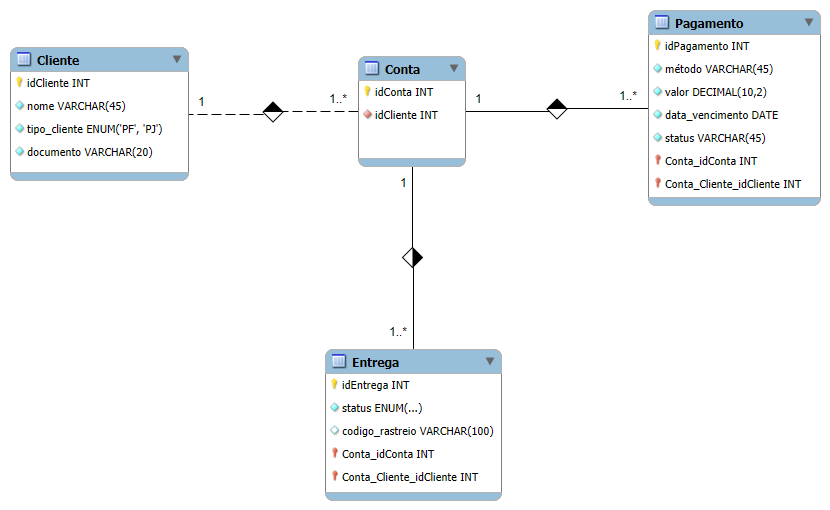 Cliente
idCliente INT
nome VARCHAR(45)
tipo_cliente ENUM('PF', 'PJ')
documento VARCHAR(20)
1
1..*
Conta
idConta INT
idCliente INT
1
1..*
Pagamento
idPagamento INT
método VARCHAR(45)
valor DECIMAL(10,2)
data_vencimento DATE
status VARCHAR(45)
Conta_idConta INT
Conta_Cliente_idCliente INT
1
1..*
Entrega
idEntrega INT
status ENUM(...)
codigo_rastreio VARCHAR(100)
Conta_idConta INT
Conta_Cliente_idCliente INT